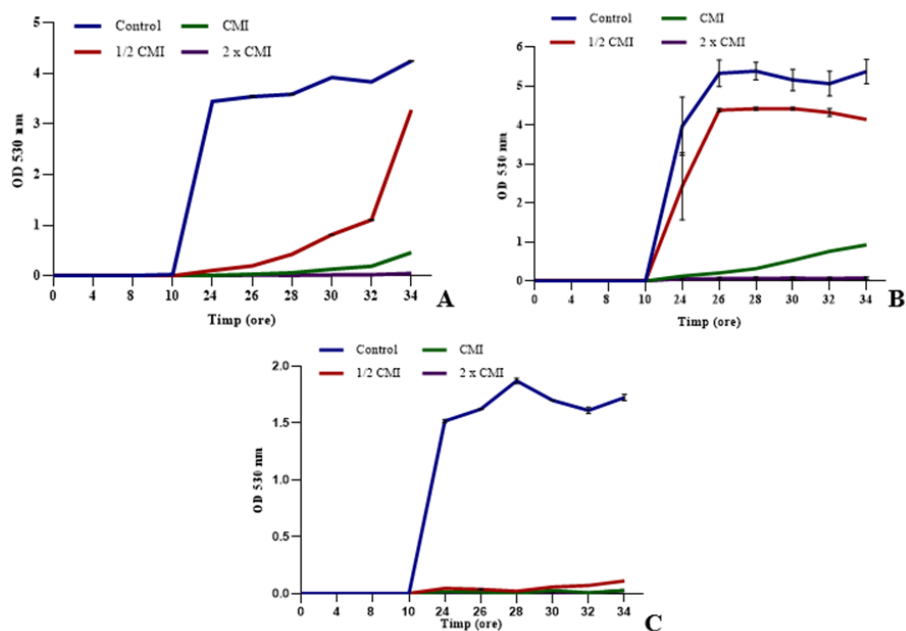 Control CMI
1/2 CMI 2 x CMI
OD 530 nm
5
4
3
2
1
0
0 4 8 10 24 26 28 30 32 34
Timp (ore)
A
Control CMI
1/2 CMI 2 x CMI
OD 530 nm
6
5
4
3
2
1
0
0 4 8 10 24 26 28 30 32 34
Timp (ore)
B
Control CMI
1/2 CMI 2 x CMI
OD 530 nm
2.0
1.5
1.0
0.5
0.0
0 4 8 10 24 26 28 30 32 34
Timp (ore)
C